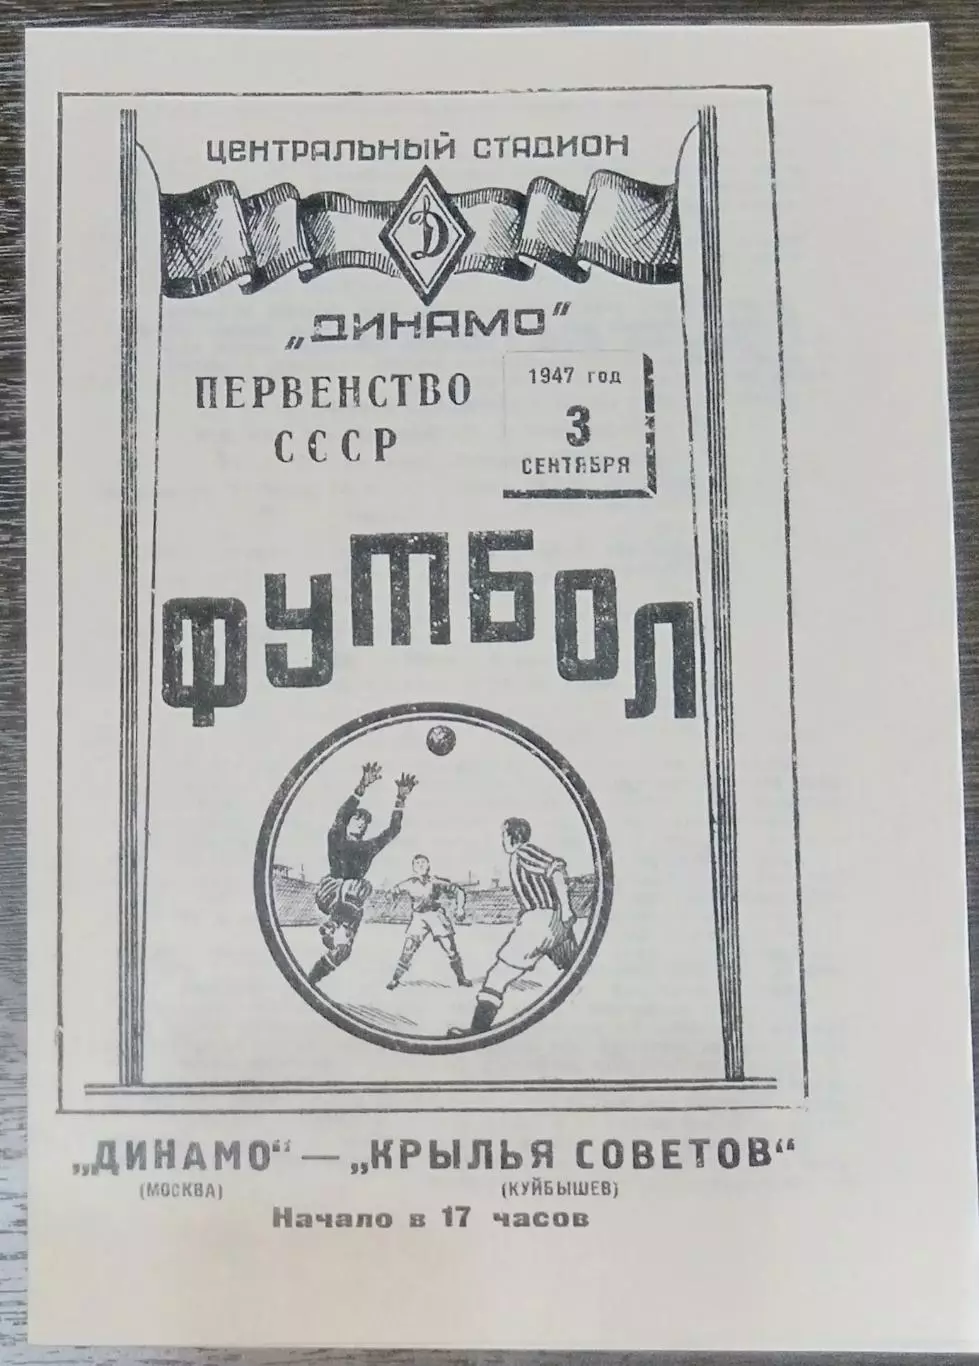 ЦЕНТРАЛЬНЫЙ СТАДИОН
Д
„ДИНАМО"
ПЕРВЕНСТВО
СССР
1947 год
3
СЕНТЯБРЯ
ФУТБОЛ
„ДИНАМО“ — „КРЫЛЬЯ СОВЕТОВ“
(МОСКВА) (КУЙБЫШЕВ)
Начало в 17 часов